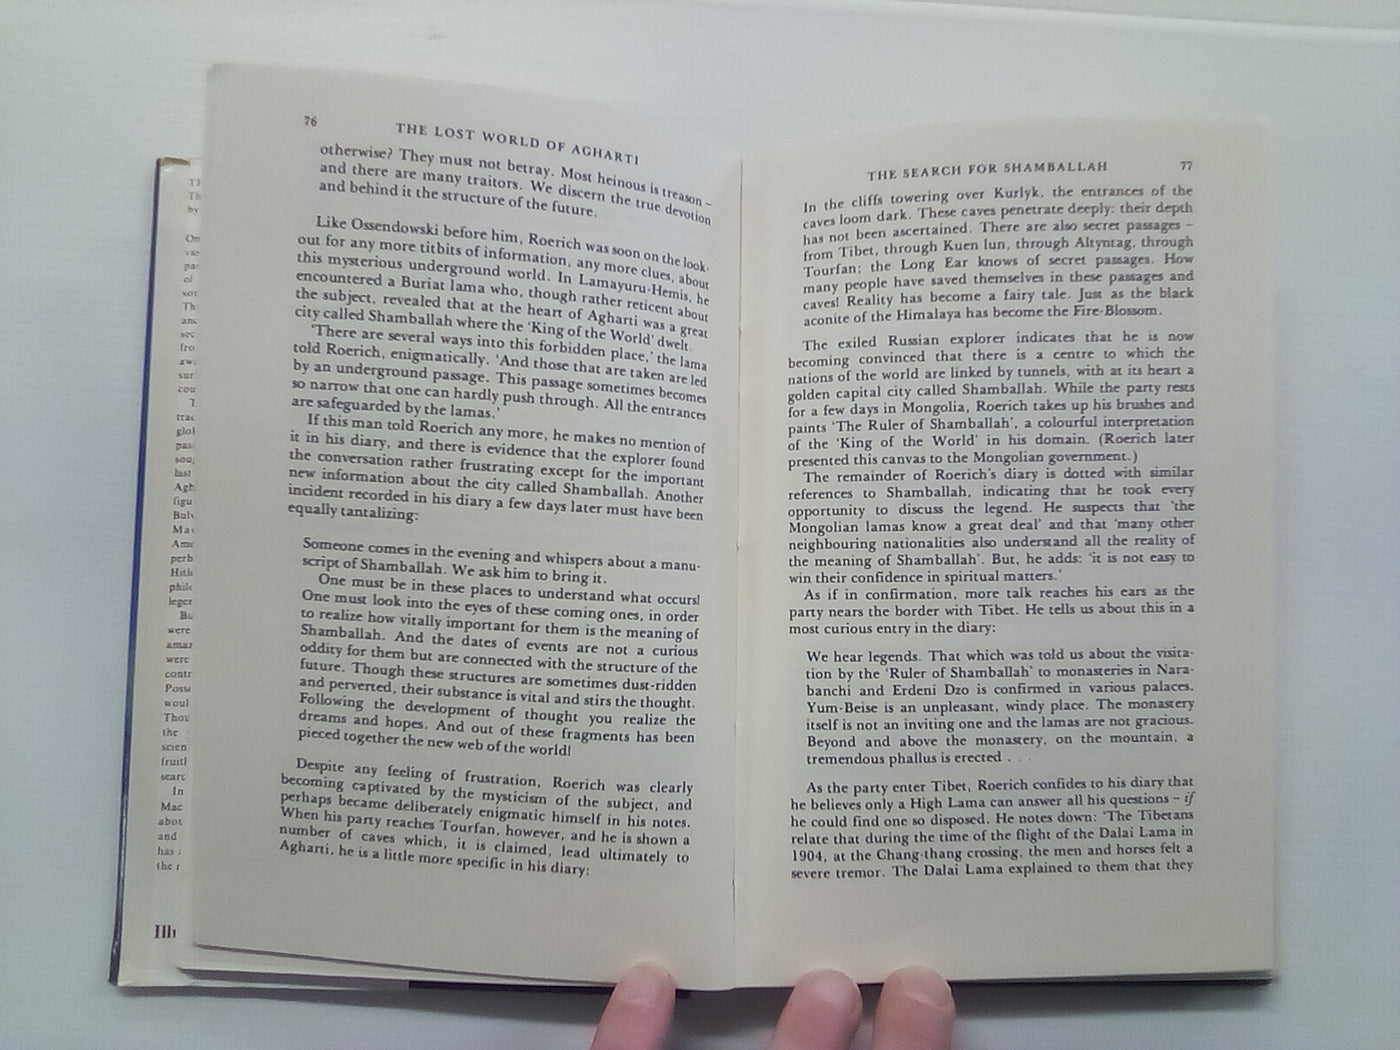 76
THE LOST WORLD OF AGHARTI
otherwise? They must not betray. Most heinous is treason –
and there are many traitors. We discern the true devotion
and behind it the structure of the future.
Like Ossendowski before him, Roerich was soon on the look-
out for any more titbits of information, any more clues, about
this mysterious underground world. In Lamayuru-Hemis, he
encountered a Buriat lama who, though rather reticent about
the subject, revealed that at the heart of Agharti was a great
city called Shamballah where the 'King of the World' dwelt.
'There are several ways into this forbidden place,' the lama
told Roerich, enigmatically. 'And those that are taken are led
by an underground passage. This passage sometimes becomes
so narrow that one can hardly push through. All the entrances
are safeguarded by the lamas.'
If this man told Roerich any more, he makes no mention of
it in his diary, and there is evidence that the explorer found
the conversation rather frustrating except for the important
new information about the city called Shamballah. Another
incident recorded in his diary a few days later must have been
equally tantalizing:
Someone comes in the evening and whispers about a manu-
script of Shamballah. We ask him to bring it.
One must be in these places to understand what occurs!
One must look into the eyes of these coming ones, in order
to realize how vitally important for them is the meaning of
Shamballah. And the dates of events are not a curious
oddity for them but are connected with the structure of the
future. Though these structures are sometimes dust-ridden
and perverted, their substance is vital and stirs the thought.
Following the development of thought you realize the
dreams and hopes. And out of these fragments has been
pieced together the new web of the world!
Despite any feeling of frustration, Roerich was clearly
becoming captivated by the mysticism of the subject, and
perhaps became deliberately enigmatic himself in his notes.
When his party reaches Tourfan, however, and he is shown a
number of caves which, it is claimed, lead ultimately to
Agharti, he is a little more specific in his diary:
THE SEARCH FOR SHAMBALLAH
77
In the cliffs towering over Kurlyk, the entrances of the
caves loom dark. These caves penetrate deeply; their depth
has not been ascertained. There are also secret passages –
from Tibet, through Kuen lun, through Altyntag, through
Tourfan; the Long Ear knows of secret passages. How
many people have saved themselves in these passages and
caves! Reality has become a fairy tale. Just as the black
aconite of the Himalaya has become the Fire-Blossom.
The exiled Russian explorer indicates that he is now
becoming convinced that there is a centre to which the
nations of the world are linked by tunnels, with at its heart a
golden capital city called Shamballah. While the party rests
for a few days in Mongolia, Roerich takes up his brushes and
paints 'The Ruler of Shamballah', a colourful interpretation
of the 'King of the World' in his domain. (Roerich later
presented this canvas to the Mongolian government.)
The remainder of Roerich's diary is dotted with similar
references to Shamballah, indicating that he took every
opportunity to discuss the legend. He suspects that 'the
Mongolian lamas know a great deal' and that 'many other
neighbouring nationalities also understand all the reality of
the meaning of Shamballah'. But, he adds: 'it is not easy to
win their confidence in spiritual matters.'
As if in confirmation, more talk reaches his ears as the
party nears the border with Tibet. He tells us about this in a
most curious entry in the diary:
We hear legends. That which was told us about the visita-
tion by the 'Ruler of Shamballah' to monasteries in Nara-
banchi and Erdeni Dzo is confirmed in various palaces.
Yum-Beise is an unpleasant, windy place. The monastery
itself is not an inviting one and the lamas are not gracious.
Beyond and above the monastery, on the mountain, a
tremendous phallus is erected . . .
As the party enter Tibet, Roerich confides to his diary that
he believes only a High Lama can answer all his questions – if
he could find one so disposed. He notes down: 'The Tibetans
relate that during the time of the flight of the Dalai Lama in
1904, at the Chang-thang crossing, the men and horses felt a
severe tremor. The Dalai Lama explained to them that they